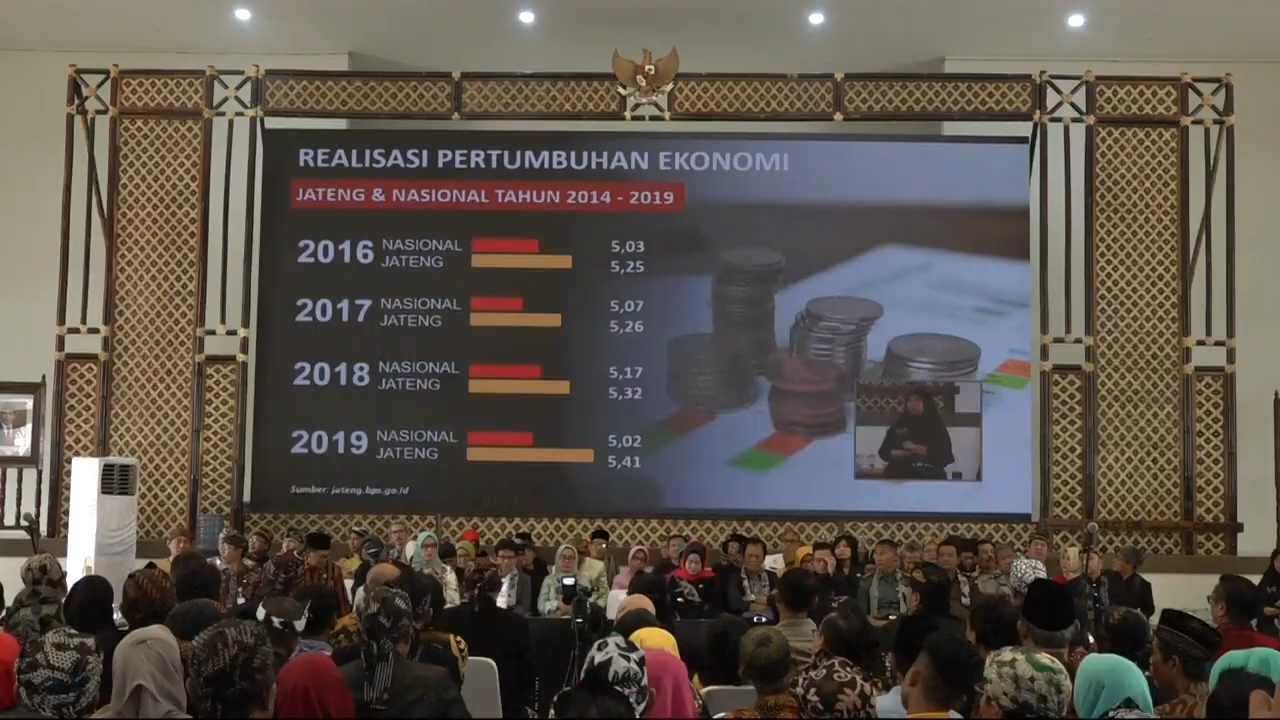 REALISASI PERTUMBUHAN EKONOMI
JATENG & NASIONAL TAHUN 2014 - 2019
2016 NASIONAL 5,03
JATENG 5,25
2017 NASIONAL 5,07
JATENG 5,26
2018 NASIONAL 5,17
JATENG 5,32
2019 NASIONAL 5,02
JATENG 5,41
Sumber: jateng.bps.go.id